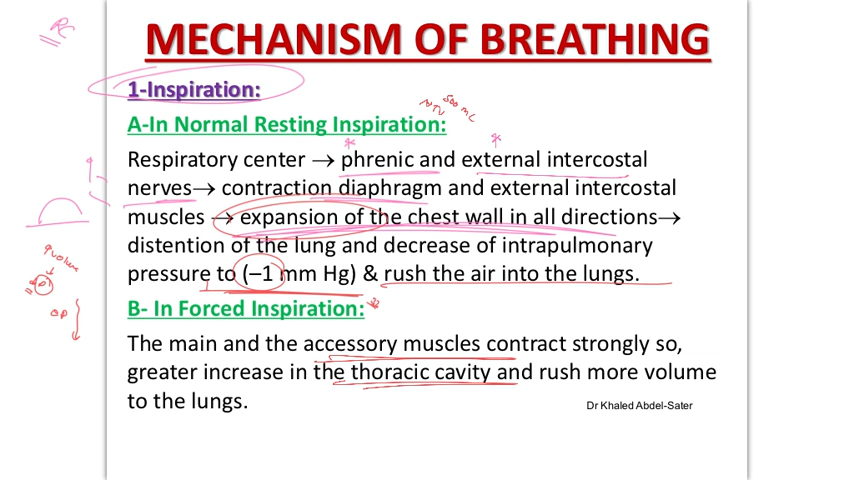 RC
MECHANISM OF BREATHING
1-Inspiration:
NTV 500 mL
A-In Normal Resting Inspiration:
Respiratory center → phrenic and external intercostal
nerves→ contraction diaphragm and external intercostal
muscles → expansion of the chest wall in all directions→
distention of the lung and decrease of intrapulmonary
pressure to (–1 mm Hg) & rush the air into the lungs.
volume
B- In Forced Inspiration:
The main and the accessory muscles contract strongly so,
greater increase in the thoracic cavity and rush more volume
to the lungs.
Dr Khaled Abdel-Sater